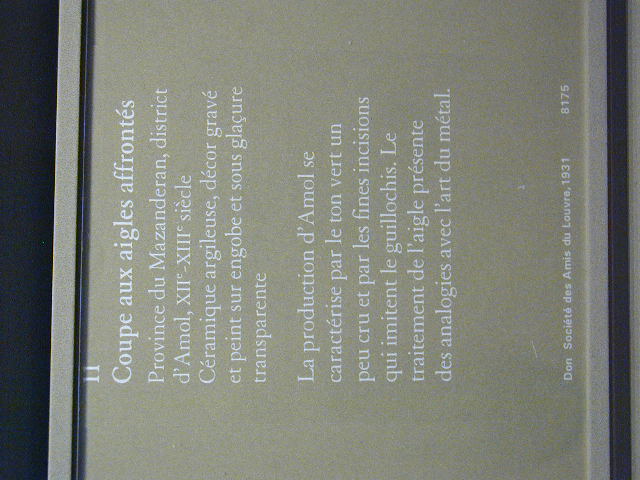 11
Coupe aux aigles affrontés
Province du Mazanderan, district
d'Amol, XIIe-XIIIe siècle
Céramique argileuse, décor gravé
et peint sur engobe et sous glaçure
transparente
La production d'Amol se
caractérise par le ton vert un
peu cru et par les fines incisions
qui imitent le guillochis. Le
traitement de l'aigle présente
des analogies avec l'art du métal.
Don Société des Amis du Louvre, 1931 8175